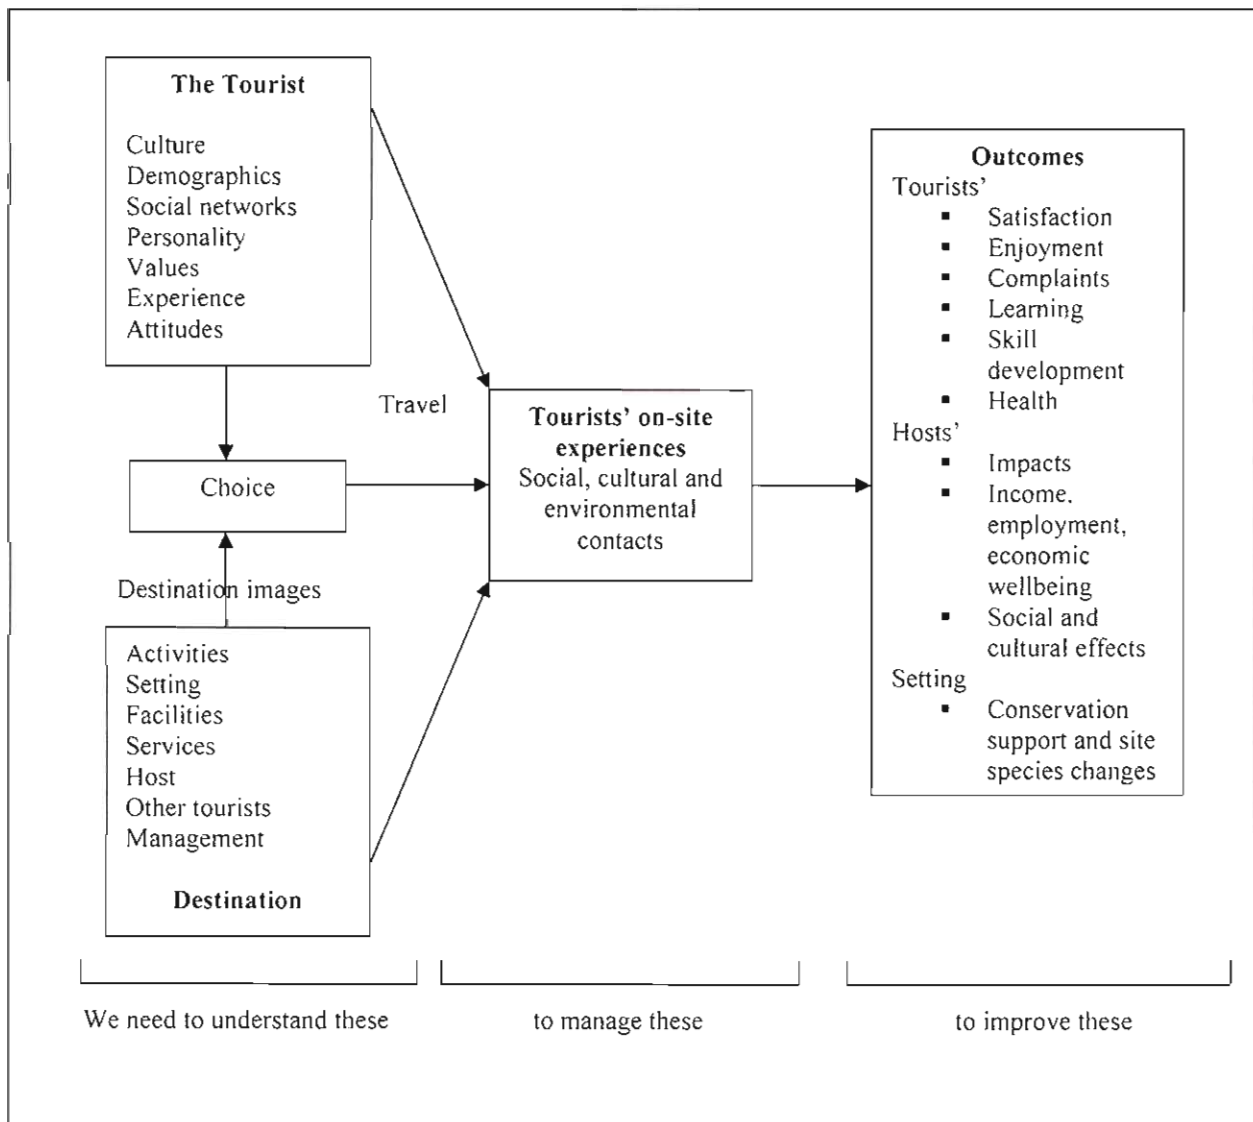 The Tourist
Culture
Demographics
Social networks
Personality
Values
Experience
Attitudes
Travel
Choice
Destination images
Activities
Setting
Facilities
Services
Host
Other tourists
Management
Destination
Tourists' on-site
experiences
Social, cultural and
environmental
contacts
Outcomes
Tourists'
▪ Satisfaction
▪ Enjoyment
▪ Complaints
▪ Learning
▪ Skill
development
▪ Health
Hosts'
▪ Impacts
▪ Income,
employment,
economic
wellbeing
▪ Social and
cultural effects
Setting
▪ Conservation
support and site
species changes
We need to understand these
to manage these
to improve these